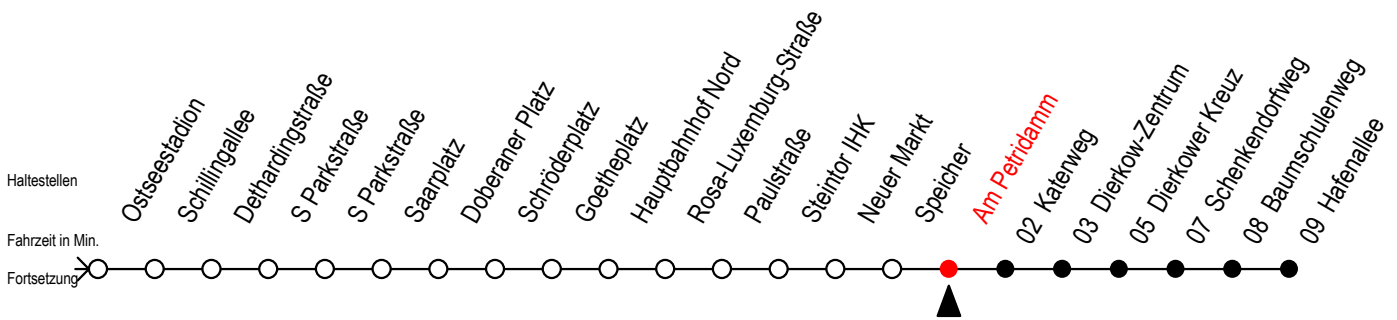 Haltestellen
Ostseestadion
Schillingallee
Dethardingstraße
S Parkstraße
S Parkstraße
Saarplatz
Doberaner Platz
Schröderplatz
Goetheplatz
Hauptbahnhof Nord
Rosa-Luxemburg-Straße
Paulstraße
Steintor IHK
Neuer Markt
Speicher
Am Petridamm
02 Katenweg
03 Dierkow-Zentrum
05 Dierkower Kreuz
07 Schenkendorfweg
08 Baumschulenweg
09 Hafenallee
Fahrzeit in Min.
Fortsetzung